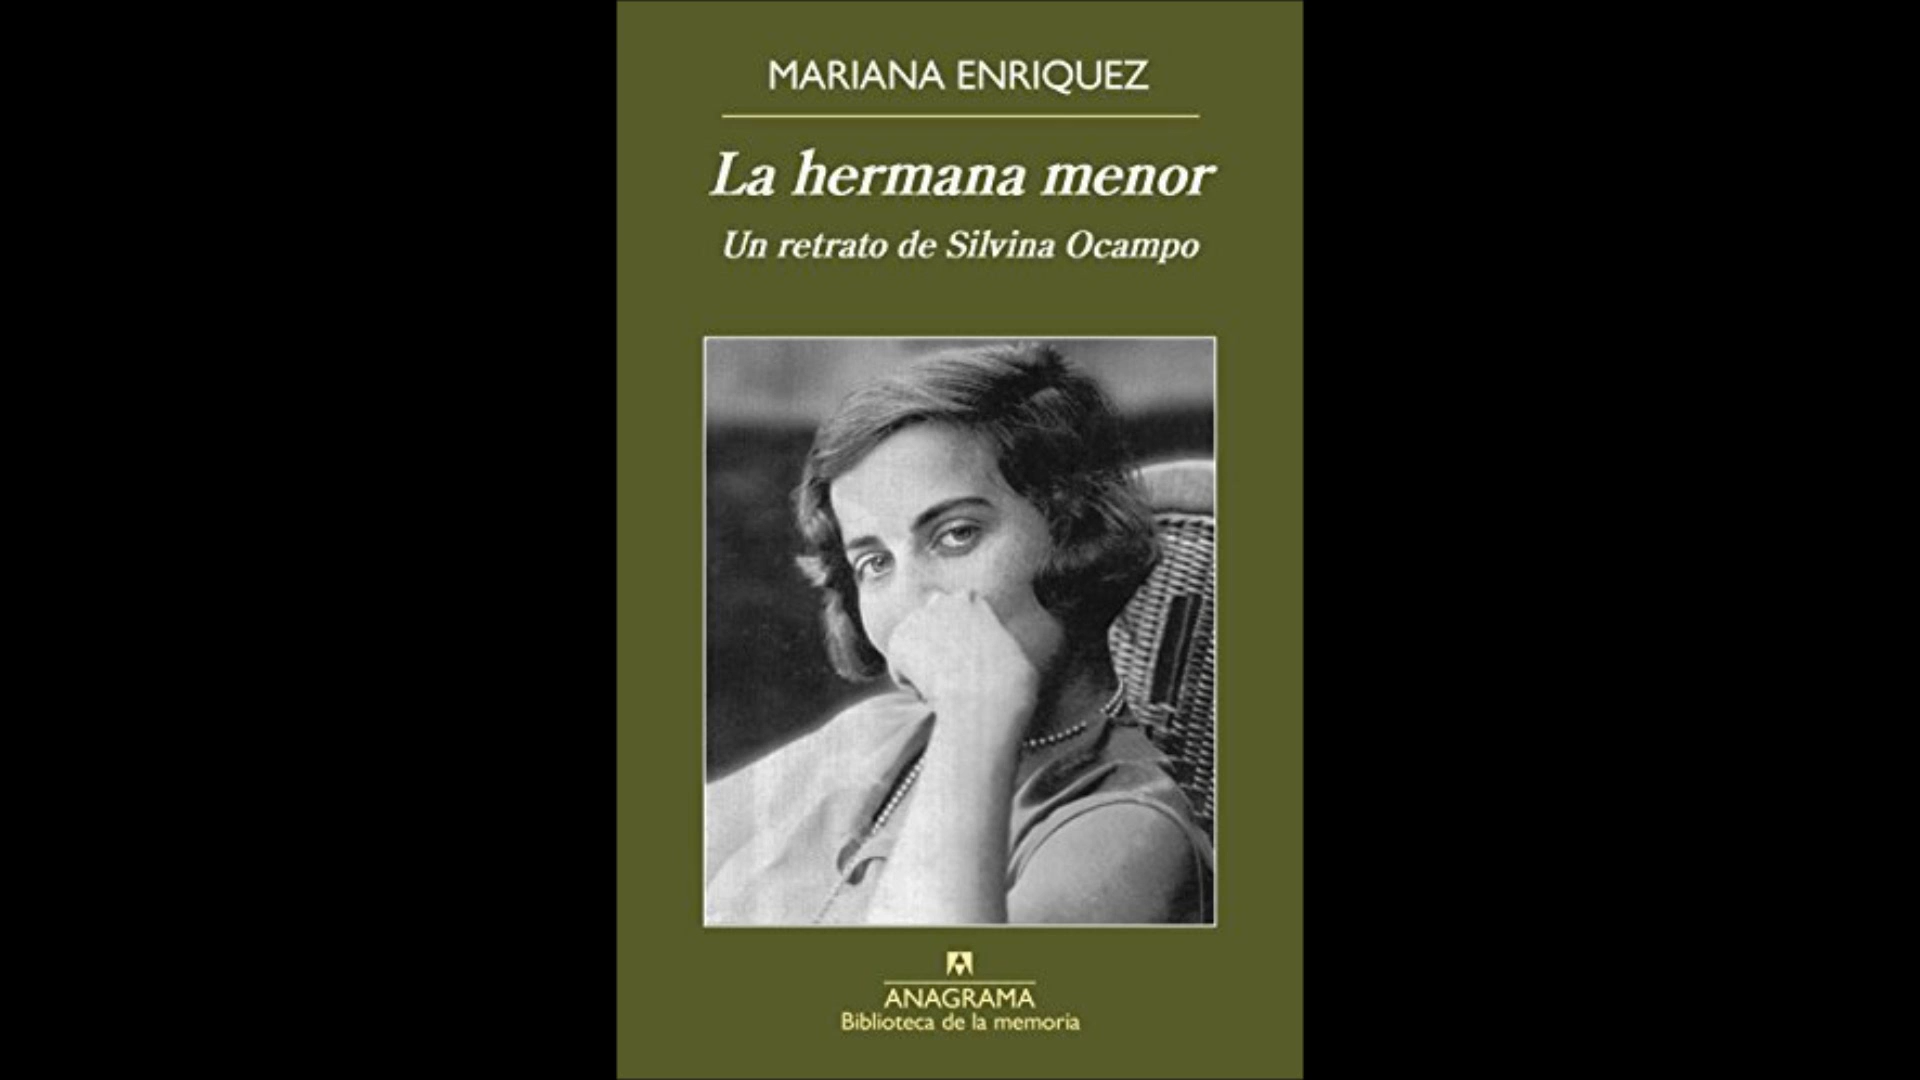 MARIANA ENRIQUEZ
La hermana menor
Un retrato de Silvina Ocampo
ANAGRAMA
Biblioteca de la memoria